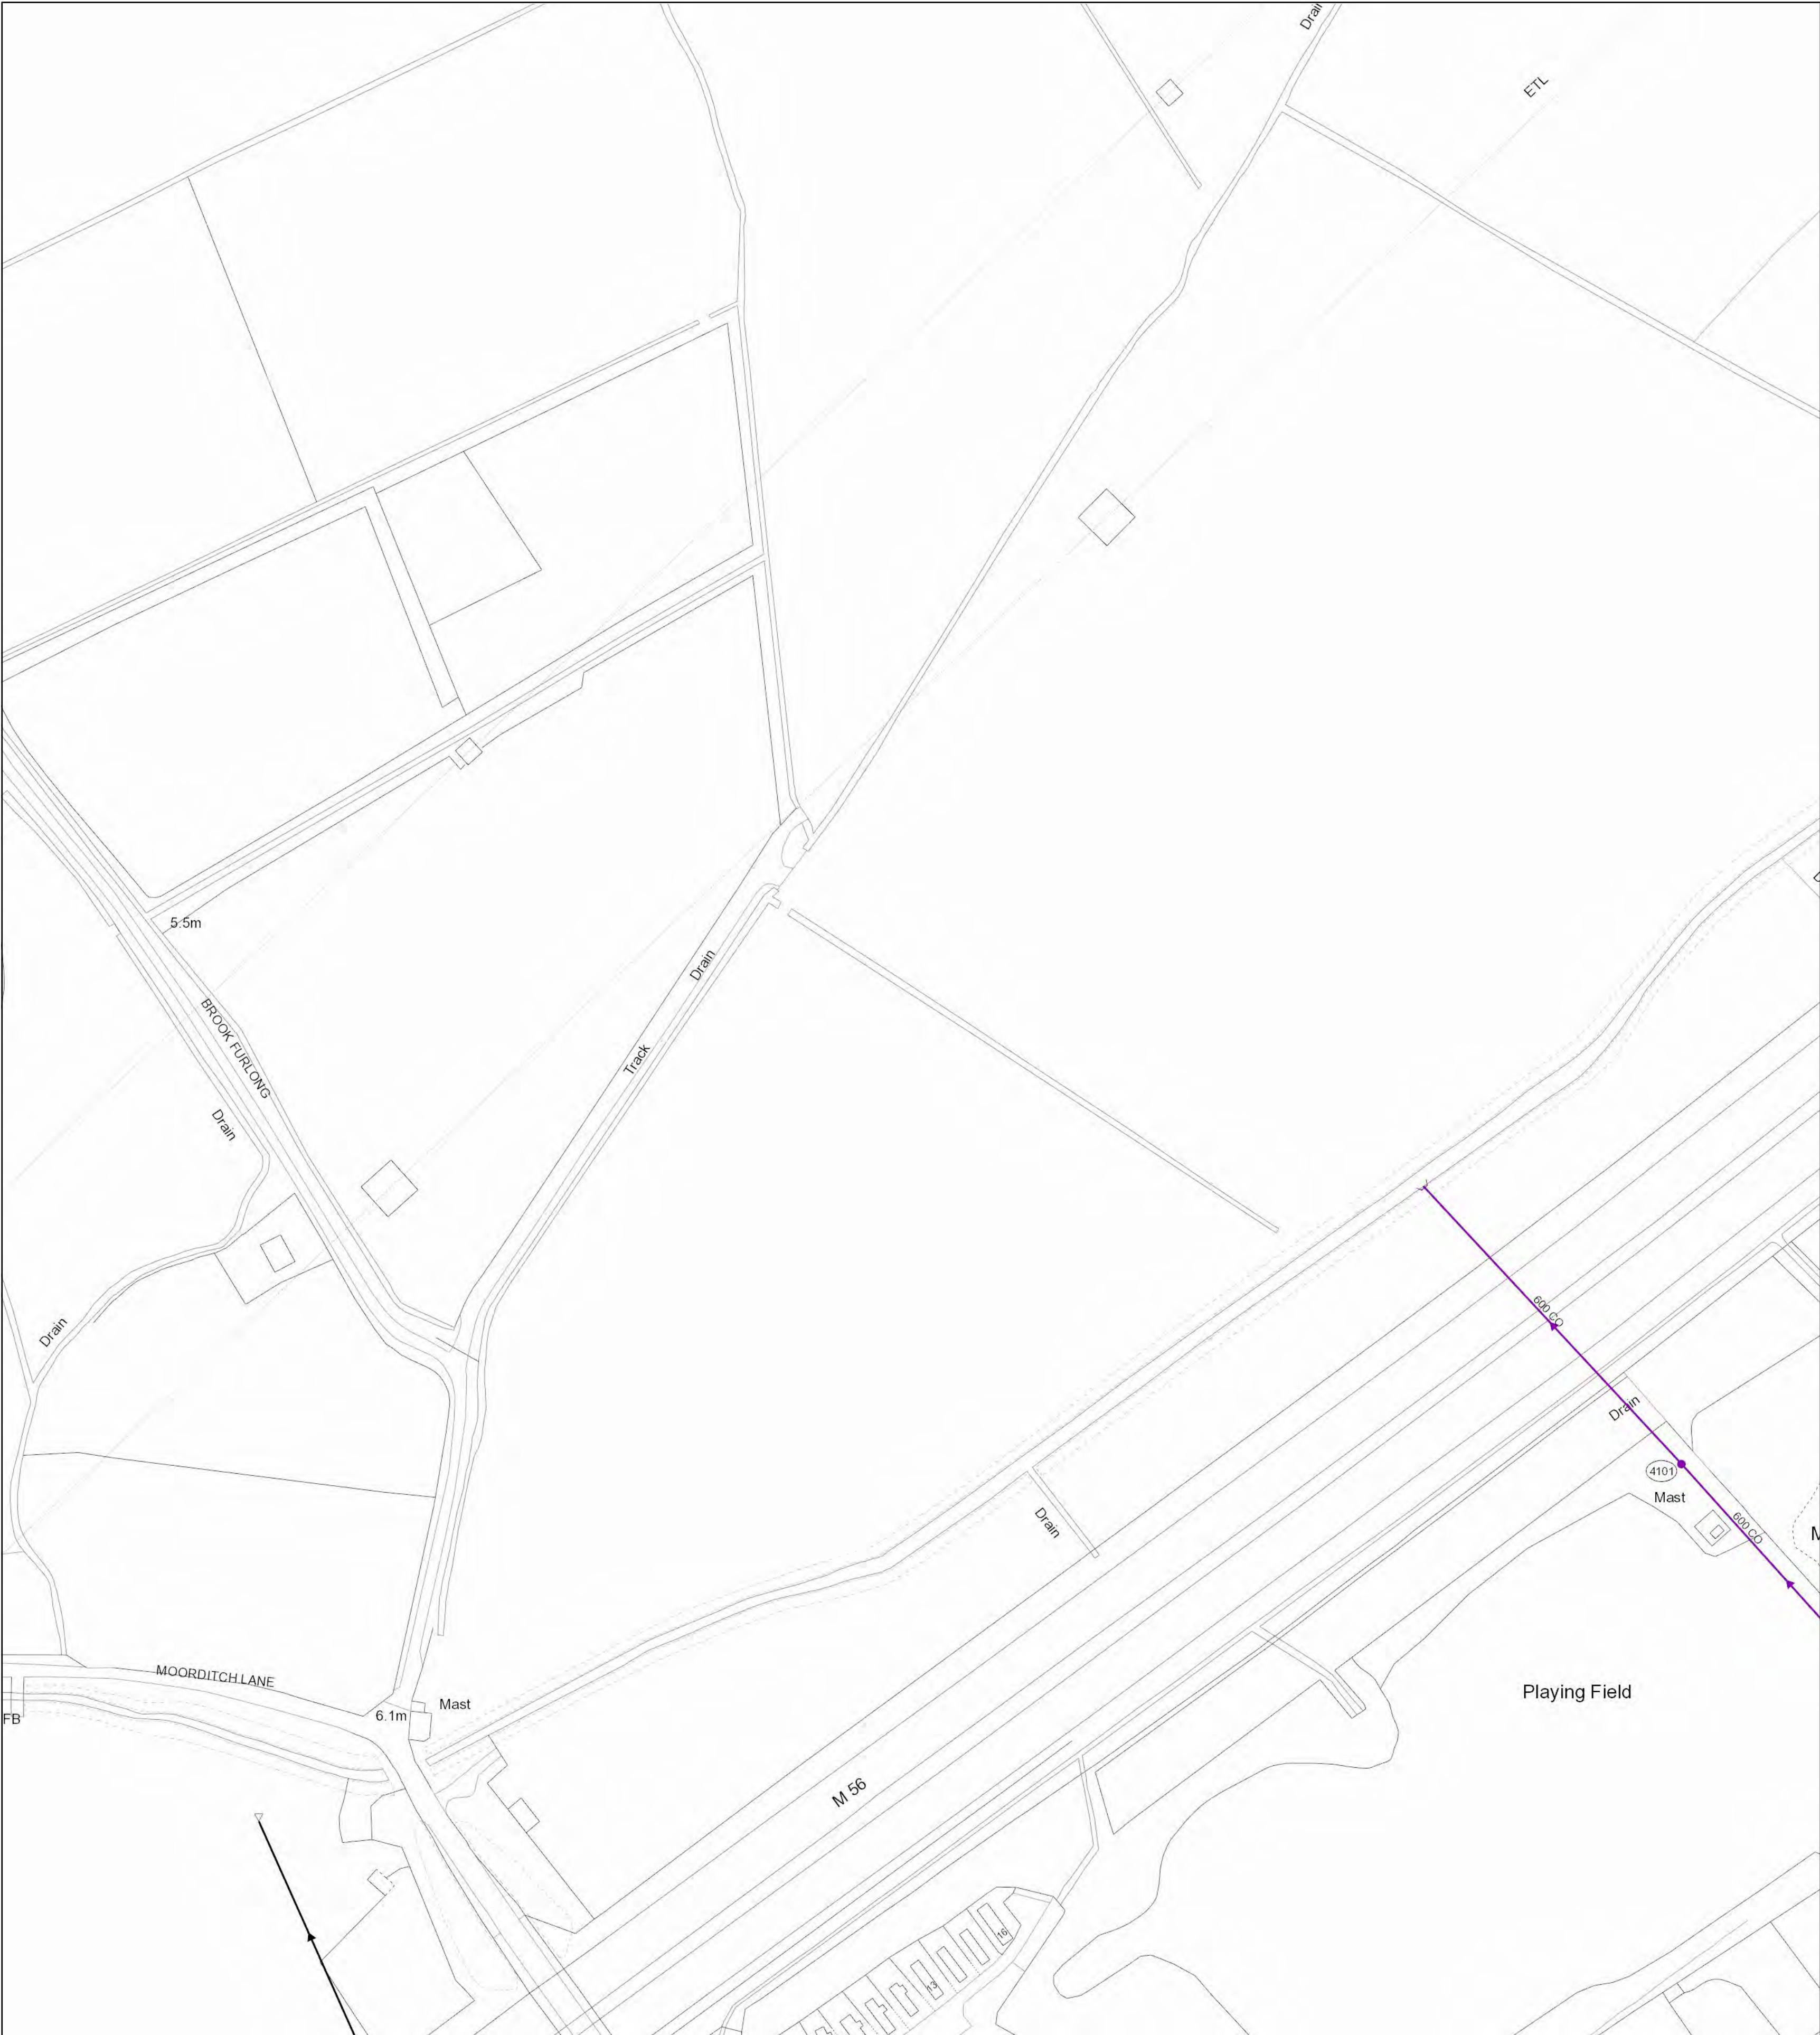 Drain
ETL
5.5m
Drain
BROOK FURLONG
Track
Drain
Drain
600 CO
Drain
4101
Mast
600 CO
Drain
M
MOORDITCH LANE
Mast
6.1m
FB
Playing Field
M 56
16
13